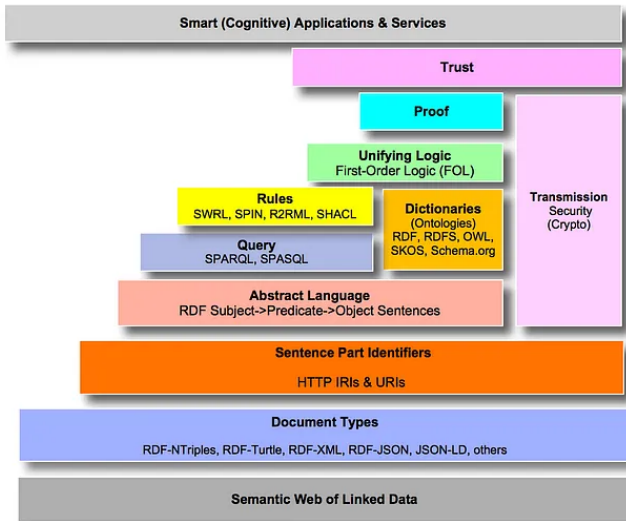 Smart (Cognitive) Applications & Services
Trust
Proof
Unifying Logic
First-Order Logic (FOL)
Transmission
Security
(Crypto)
Rules
SWRL, SPIN, R2RML, SHACL
Dictionaries
(Ontologies)
RDF, RDFS, OWL,
SKOS, Schema.org
Query
SPARQL, SPASQL
Abstract Language
RDF Subject->Predicate->Object Sentences
Sentence Part Identifiers
HTTP IRIs & URIs
Document Types
RDF-NTriples, RDF-Turtle, RDF-XML, RDF-JSON, JSON-LD, others
Semantic Web of Linked Data